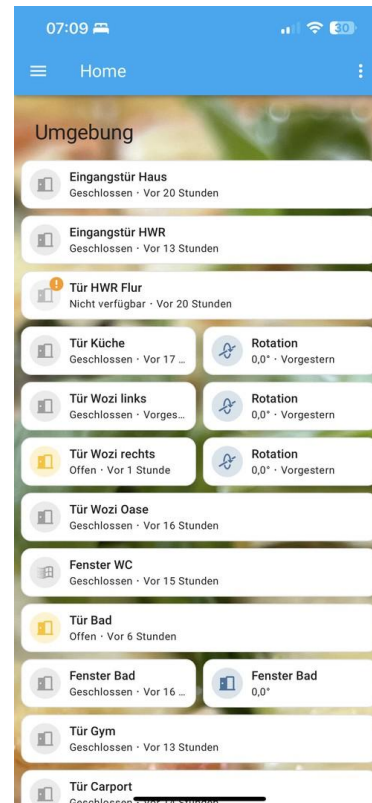 07:09
30
Home
Umgebung
Eingangstür Haus
Geschlossen · Vor 20 Stunden
Eingangstür HWR
Geschlossen · Vor 13 Stunden
!
Tür HWR Flur
Nicht verfügbar · Vor 20 Stunden
Tür Küche
Geschlossen · Vor 17 ...
Rotation
0,0° · Vorgestern
Tür Wozi links
Geschlossen · Vorges...
Rotation
0,0° · Vorgestern
Tür Wozi rechts
Offen · Vor 1 Stunde
Rotation
0,0° · Vorgestern
Tür Wozi Oase
Geschlossen · Vor 16 Stunden
Fenster WC
Geschlossen · Vor 15 Stunden
Tür Bad
Offen · Vor 6 Stunden
Fenster Bad
Geschlossen · Vor 16 ...
Fenster Bad
0,0°
Tür Gym
Geschlossen · Vor 13 Stunden
Tür Carport
Geschlossen · Vor 14 Stunden